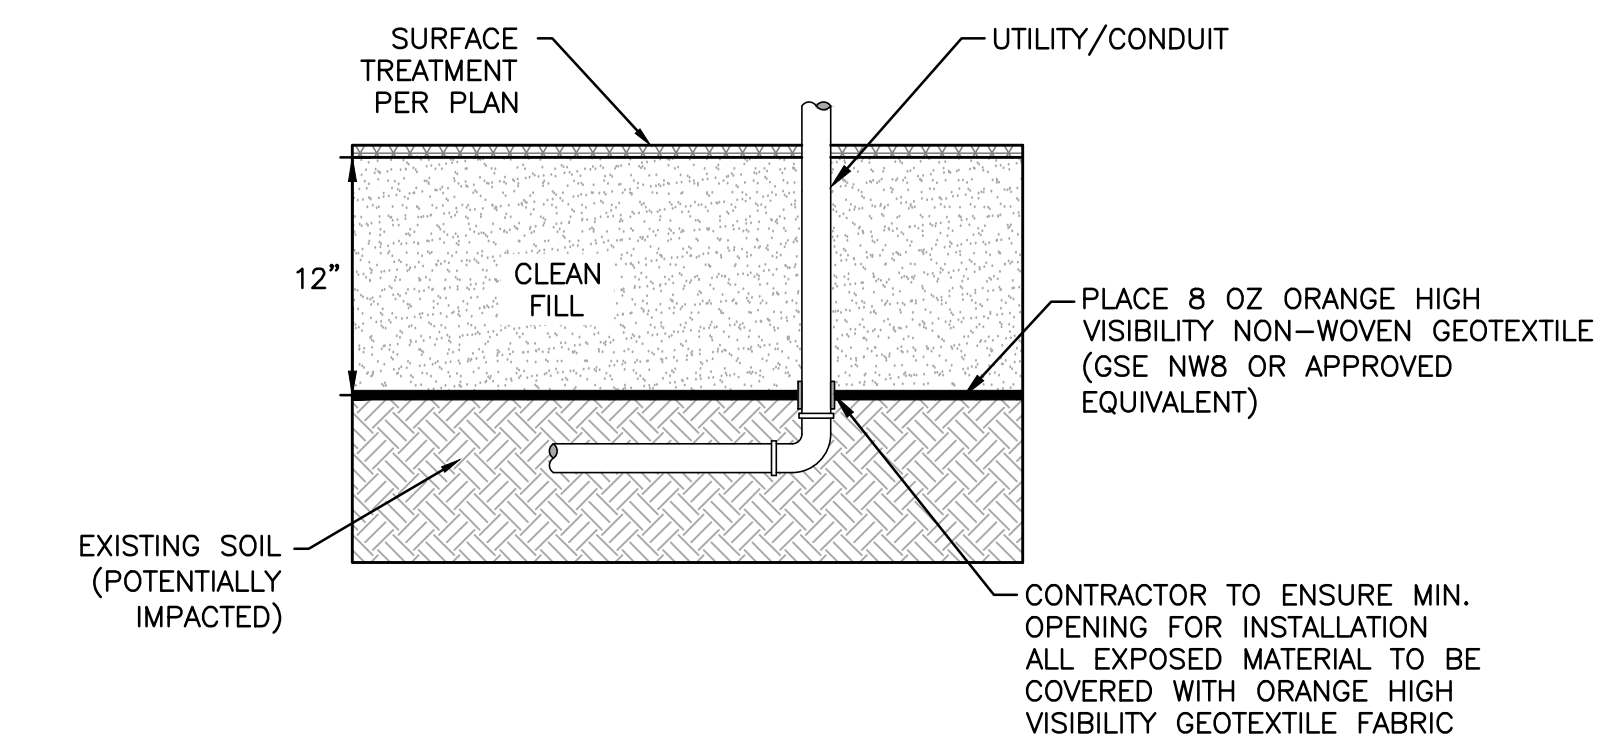 SURFACE
TREATMENT
PER PLAN
UTILITY/CONDUIT
12”
CLEAN
FILL
PLACE 8 OZ ORANGE HIGH
VISIBILITY NON-WOVEN GEOTEXTILE
(GSE NW8 OR APPROVED
EQUIVALENT)
EXISTING SOIL
(POTENTIALLY
IMPACTED)
CONTRACTOR TO ENSURE MIN.
OPENING FOR INSTALLATION
ALL EXPOSED MATERIAL TO BE
COVERED WITH ORANGE HIGH
VISIBILITY GEOTEXTILE FABRIC